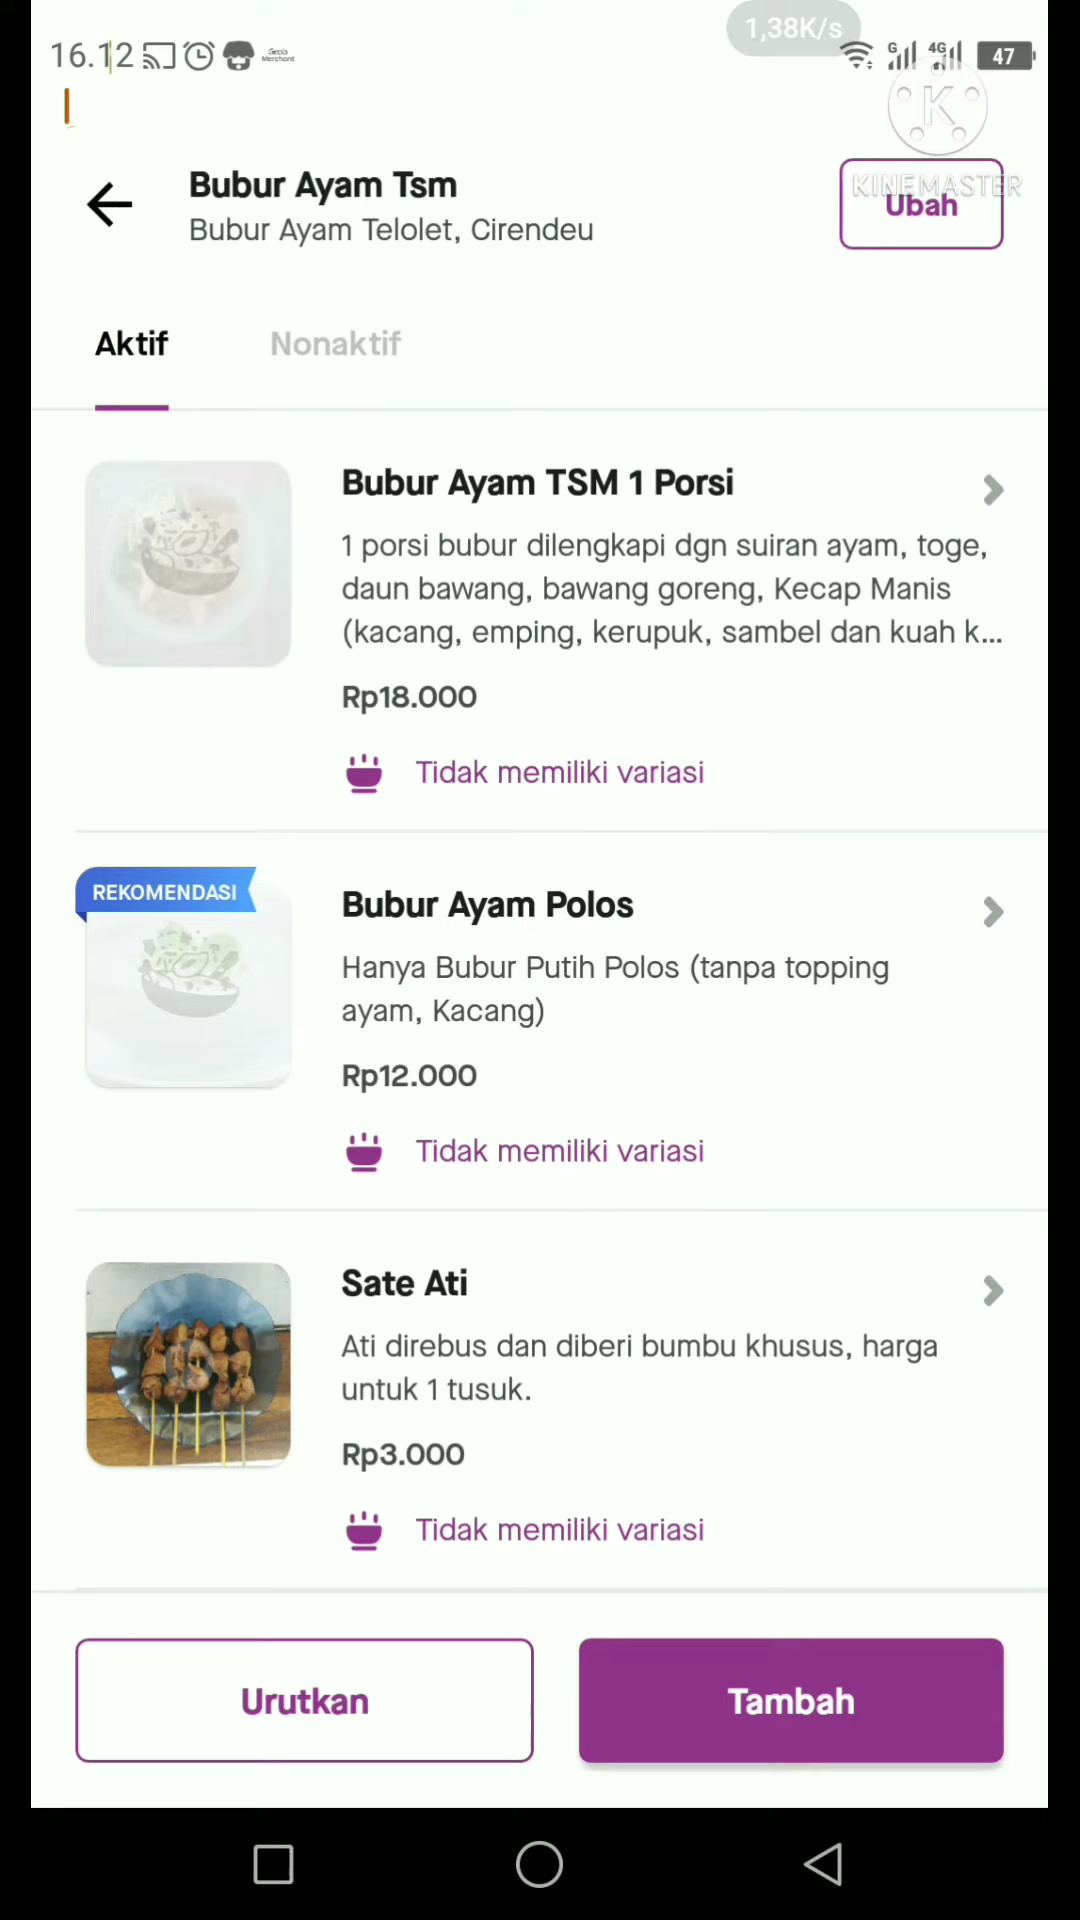 1,38K/s
16.12 Grab Merchant G 4G 47
K
KINEMASTER
Bubur Ayam Tsm
Bubur Ayam Telolet, Cirendeu
Ubah
Aktif Nonaktif
Bubur Ayam TSM 1 Porsi
1 porsi bubur dilengkapi dgn suiran ayam, toge,
daun bawang, bawang goreng, Kecap Manis
(kacang, emping, kerupuk, sambel dan kuah k...
Rp18.000
Tidak memiliki variasi
REKOMENDASI
Bubur Ayam Polos
Hanya Bubur Putih Polos (tanpa topping
ayam, Kacang)
Rp12.000
Tidak memiliki variasi
Sate Ati
Ati direbus dan diberi bumbu khusus, harga
untuk 1 tusuk.
Rp3.000
Tidak memiliki variasi
Urutkan Tambah